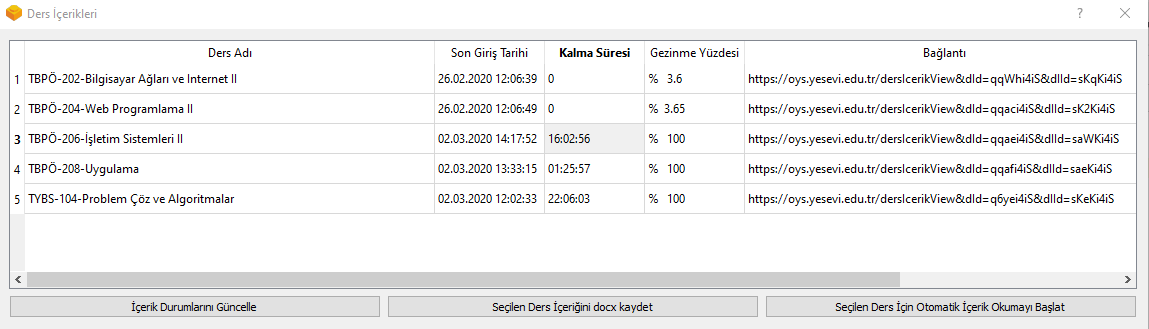 Ders İçerikleri
Ders Adı Son Giriş Tarihi Kalma Süresi Gezinme Yüzdesi Bağlantı
1 TBPÖ-202-Bilgisayar Ağları ve Internet II 26.02.2020 12:06:39 0 % 3.6 https://oys.yesevi.edu.tr/dersIcerikView&dId=qqWhi4iS&dlId=sKqKi4iS
2 TBPÖ-204-Web Programlama II 26.02.2020 12:06:49 0 % 3.65 https://oys.yesevi.edu.tr/dersIcerikView&dId=qqaci4iS&dlId=sK2Ki4iS
3 TBPÖ-206-İşletim Sistemleri II 02.03.2020 14:17:52 16:02:56 % 100 https://oys.yesevi.edu.tr/dersIcerikView&dId=qqaei4iS&dlId=saWKi4iS
4 TBPÖ-208-Uygulama 02.03.2020 13:33:15 01:25:57 % 100 https://oys.yesevi.edu.tr/dersIcerikView&dId=qqafi4iS&dlId=saeKi4iS
5 TYBS-104-Problem Çöz ve Algoritmalar 02.03.2020 12:02:33 22:06:03 % 100 https://oys.yesevi.edu.tr/dersIcerikView&dId=q6yei4iS&dlId=sKeKi4iS
İçerik Durumlarını Güncelle Seçilen Ders İçeriğini docx kaydet Seçilen Ders İçin Otomatik İçerik Okumayı Başlat